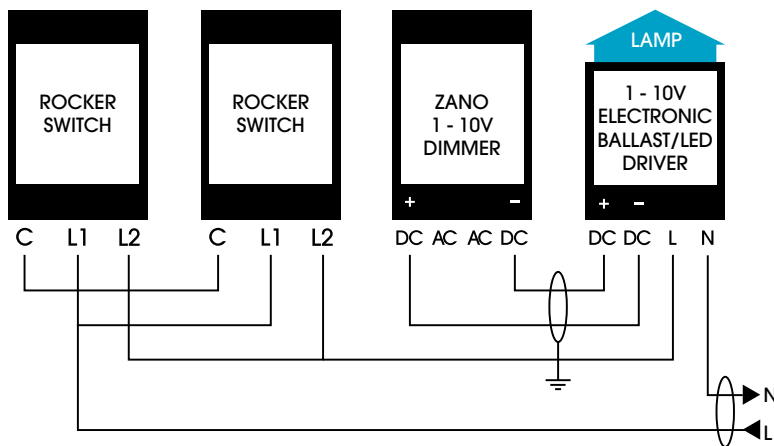 ROCKER
SWITCH
ROCKER
SWITCH
ZANO
1 - 10V
DIMMER
LAMP
1 - 10V
ELECTRONIC
BALLAST/LED
DRIVER
+ −
+ −
C L1 L2
C L1 L2
DC AC AC DC
DC DC L N
N
L